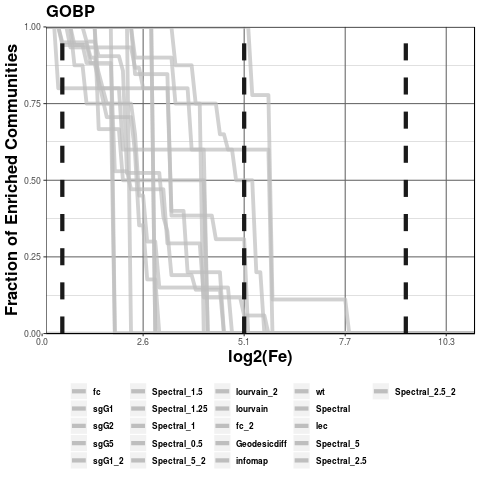 GOBP
Fraction of Enriched Communities
1.00
0.75
0.50
0.25
0.00
0.0 2.6 5.1 7.7 10.3
log2(Fe)
fc Spectral_1.5 lourvain_2 wt Spectral_2.5_2
sgG1 Spectral_1.25 lourvain Spectral
sgG2 Spectral_1 fc_2 lec
sgG5 Spectral_0.5 Geodesicdiff Spectral_5
sgG1_2 Spectral_5_2 infomap Spectral_2.5